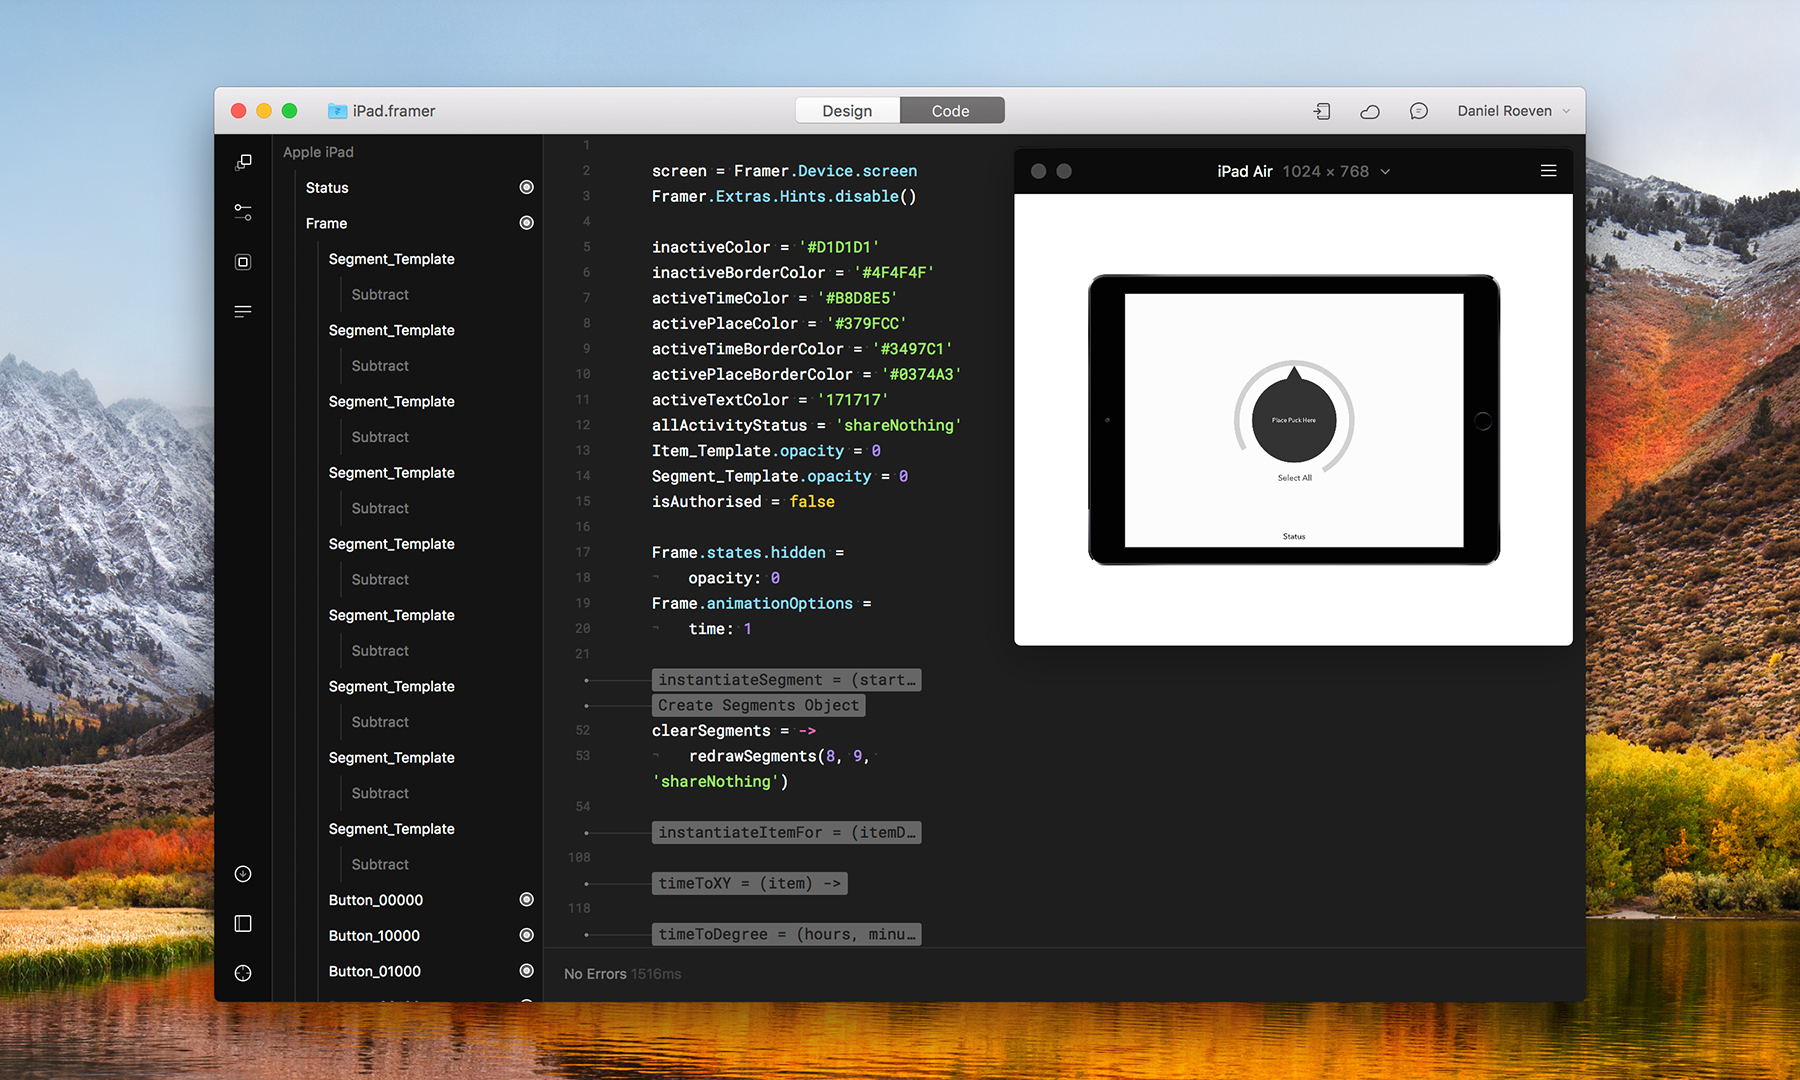 iPad.framer
Design
Code
Daniel Roeven
Apple iPad
Status
Frame
Segment_Template
Subtract
Segment_Template
Subtract
Segment_Template
Subtract
Segment_Template
Subtract
Segment_Template
Subtract
Segment_Template
Subtract
Segment_Template
Subtract
Segment_Template
Subtract
Segment_Template
Subtract
Button_00000
Button_10000
Button_01000
1
2 screen = Framer.Device.screen
3 Framer.Extras.Hints.disable()
4
5 inactiveColor = '#D1D1D1'
6 inactiveBorderColor = '#4F4F4F'
7 activeTimeColor = '#B8D8E5'
8 activePlaceColor = '#379FCC'
9 activeTimeBorderColor = '#3497C1'
10 activePlaceBorderColor = '#0374A3'
11 activeTextColor = '171717'
12 allActivityStatus = 'shareNothing'
13 Item_Template.opacity = 0
14 Segment_Template.opacity = 0
15 isAuthorised = false
16
17 Frame.states.hidden =
18 opacity: 0
19 Frame.animationOptions =
20 time: 1
21
instantiateSegment = (start…
Create Segments Object
52 clearSegments = ->
53 redrawSegments(8, 9,
'shareNothing')
54
instantiateItemFor = (itemD…
108
timeToXY = (item) ->
118
timeToDegree = (hours, minu…
No Errors 1516ms
iPad Air 1024 × 768
Place Puck Here
Select All
Status